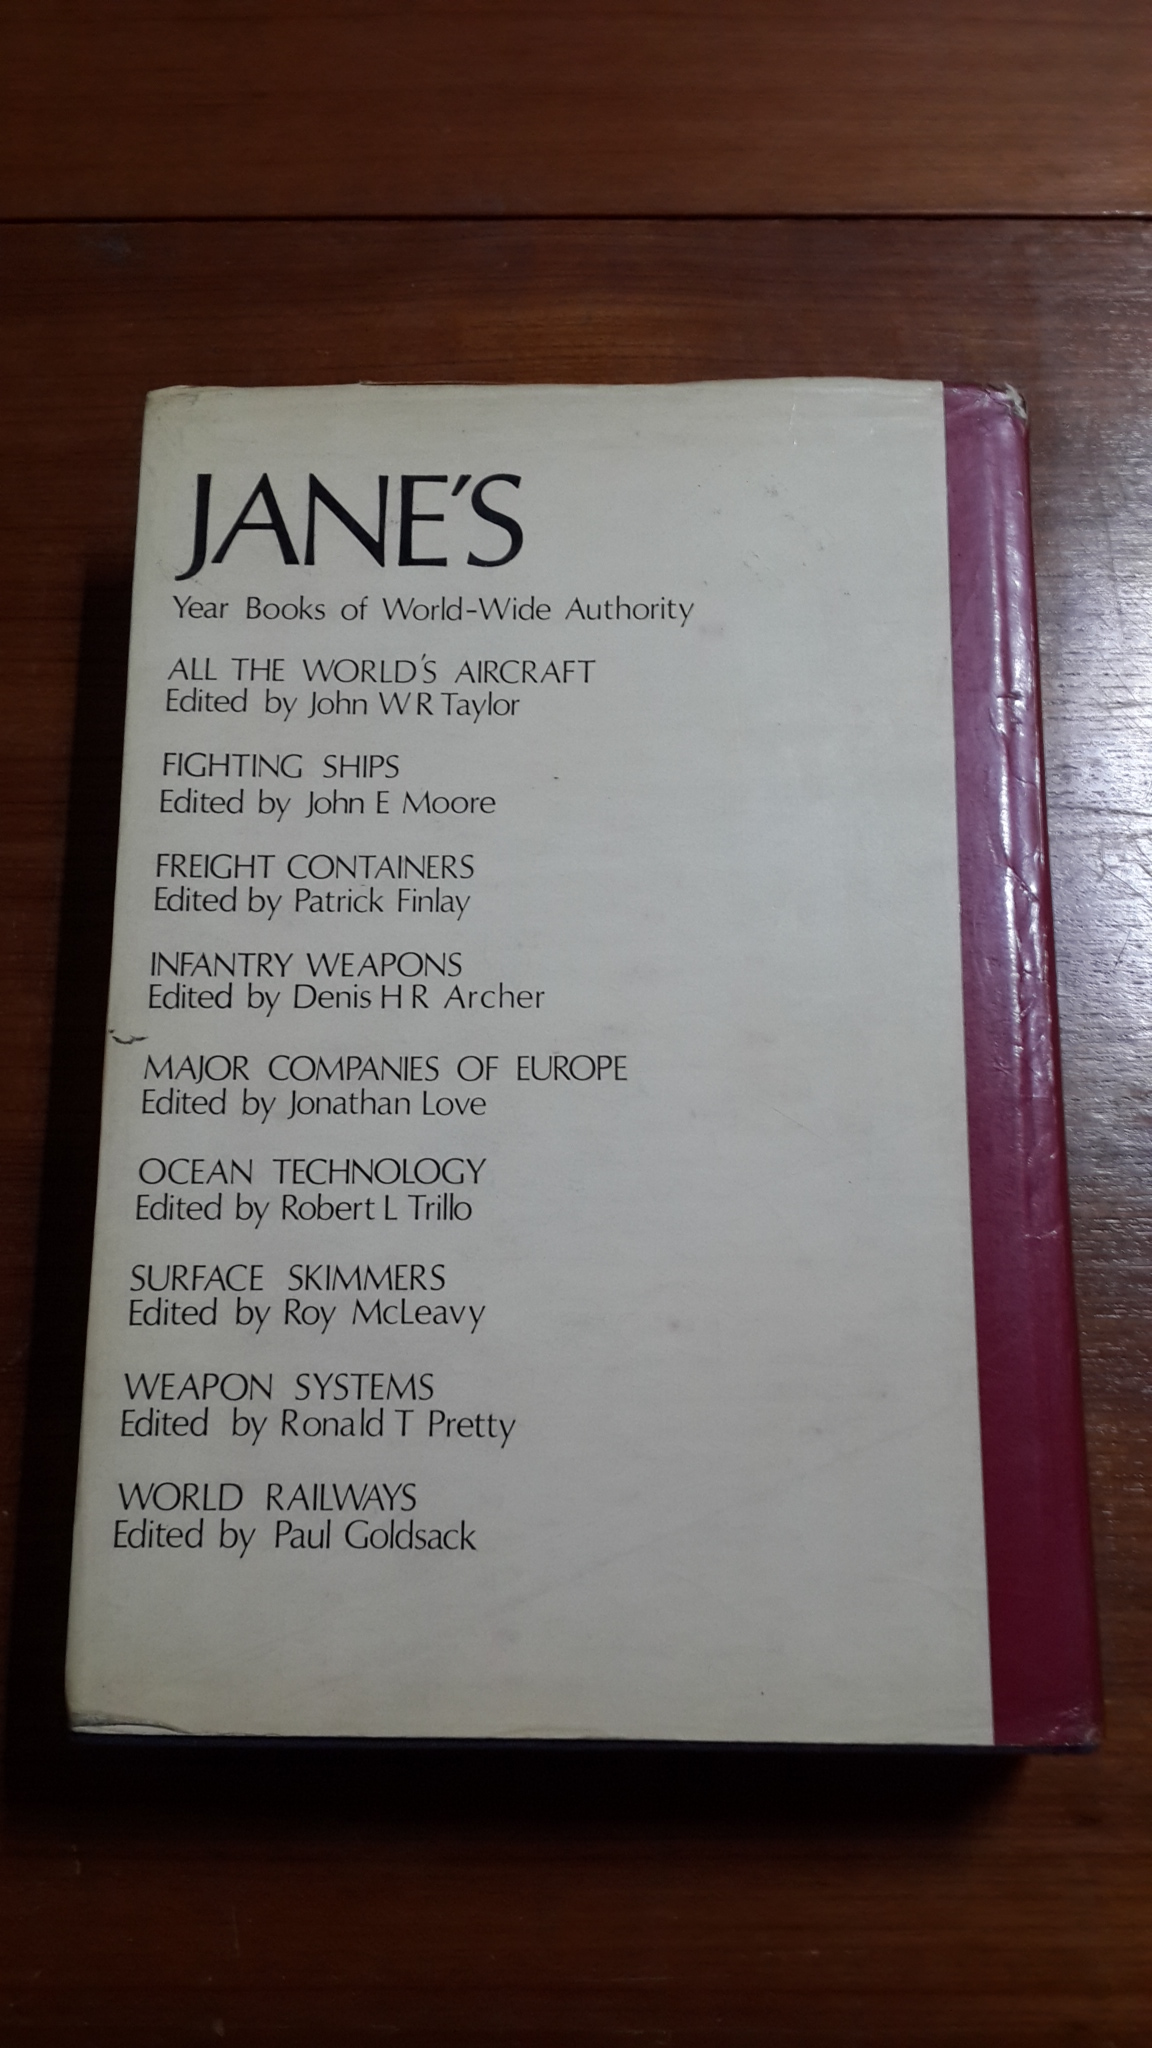 JANE'S
Year Books of World-Wide Authority
ALL THE WORLD'S AIRCRAFT
Edited by John W R Taylor
FIGHTING SHIPS
Edited by John E Moore
FREIGHT CONTAINERS
Edited by Patrick Finlay
INFANTRY WEAPONS
Edited by Denis H R Archer
MAJOR COMPANIES OF EUROPE
Edited by Jonathan Love
OCEAN TECHNOLOGY
Edited by Robert L Trillo
SURFACE SKIMMERS
Edited by Roy McLeavy
WEAPON SYSTEMS
Edited by Ronald T Pretty
WORLD RAILWAYS
Edited by Paul Goldsack